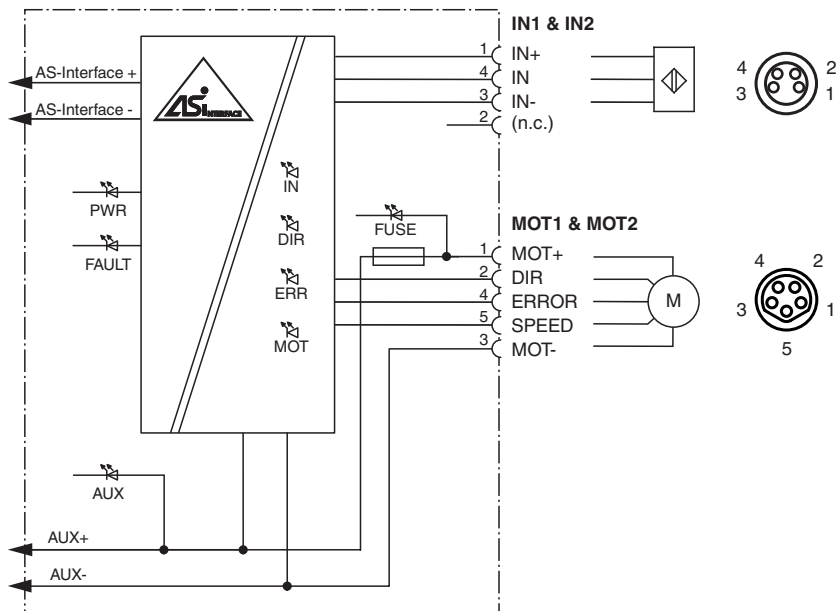 IN1 & IN2
1 IN+
4 IN
3 IN-
2 (n.c.)
4 2
3 1
AS-Interface +
AS-Interface -
ASi INTERFACE
PWR
FAULT
IN
DIR
ERR
MOT
FUSE
MOT1 & MOT2
1 MOT+
2 DIR
4 ERROR
5 SPEED
3 MOT-
M
4 2
3 1
5
AUX
AUX+
AUX-